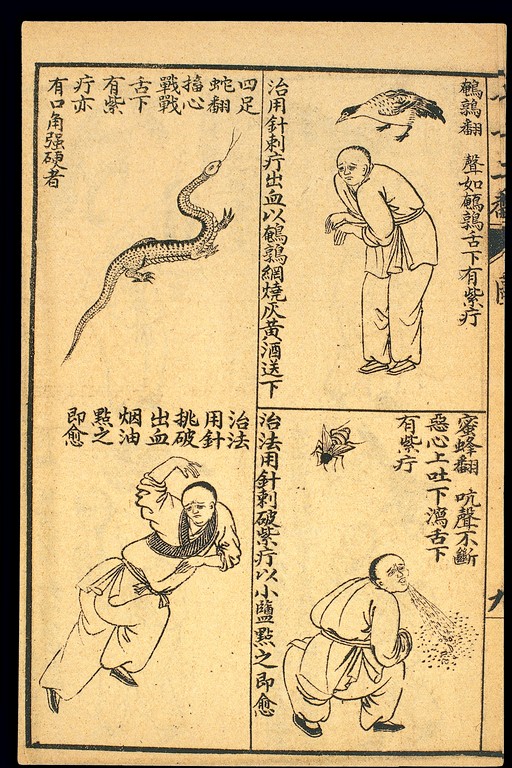 鵪鶉翻
聲如鵪鶉舌下有紫疔
治用針刺疔出血以鵪鶉網燒灰黃酒送下
蜜蜂翻
吭聲不斷
惡心上吐下瀉舌下
有紫疔
治法用針刺破紫疔以小鹽點之即愈
四足
蛇翻
搐心
戰戰
舌下
有紫
疔亦
有口角强硬者
治法
用針
挑破
出血
烟油
點之
即愈